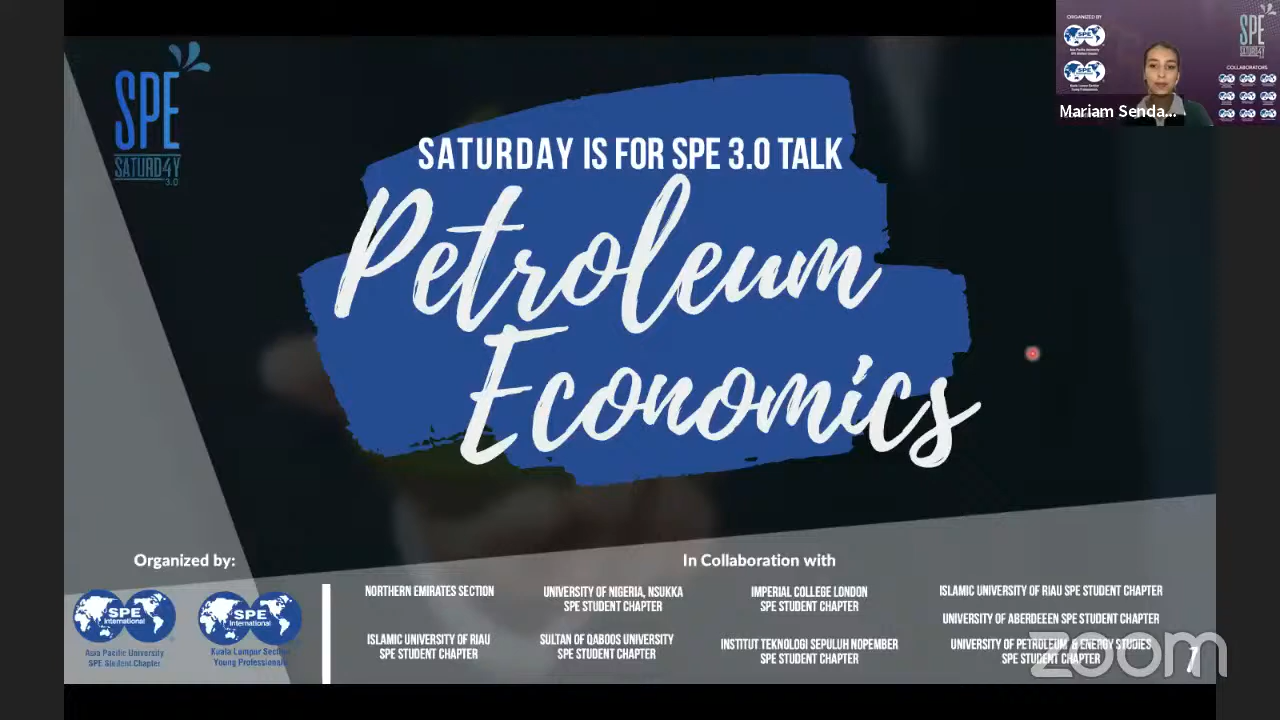 SPE
SATURD4Y
3.0
SATURDAY IS FOR SPE 3.0 TALK
Petroleum
Economics
ORGANIZED BY
SPE
SATURD4Y
COLLABORATORS
Mariam Senda...
Organized by:
SPE
International
Asia Pacific University
SPE Student Chapter
SPE
International
Kuala Lumpur Section
Young Professionals
In Collaboration with
NORTHERN EMIRATES SECTION
UNIVERSITY OF NIGERIA, NSUKKA
SPE STUDENT CHAPTER
IMPERIAL COLLEGE LONDON
SPE STUDENT CHAPTER
ISLAMIC UNIVERSITY OF RIAU SPE STUDENT CHAPTER
UNIVERSITY OF ABERDEEEN SPE STUDENT CHAPTER
ISLAMIC UNIVERSITY OF RIAU
SPE STUDENT CHAPTER
SULTAN OF QABOOS UNIVERSITY
SPE STUDENT CHAPTER
INSTITUT TEKNOLOGI SEPULUH NOPEMBER
SPE STUDENT CHAPTER
UNIVERSITY OF PETROLEUM & ENERGY STUDIES
SPE STUDENT CHAPTER
zoom
1